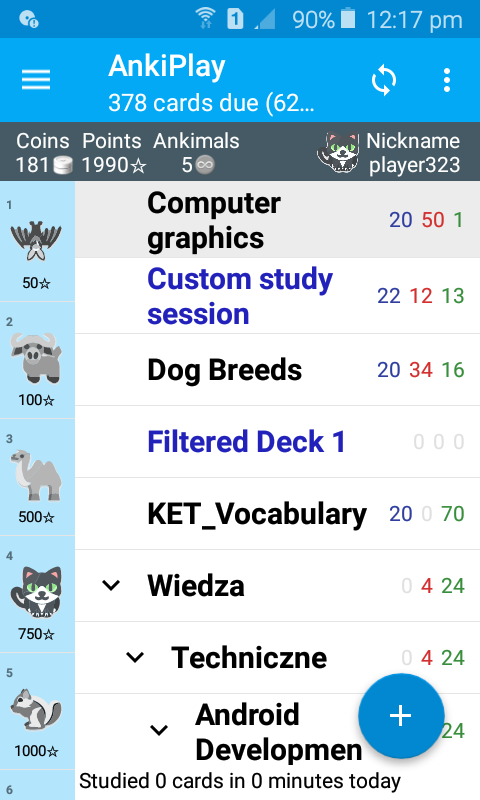 1 90% 12:17 pm
AnkiPlay
378 cards due (62...
Coins Points Ankimals Nickname
181 1990☆ 5 player323
1
50☆
2
100☆
3
500☆
4
750☆
5
1000☆
6
Computer
graphics
20 50 1
Custom study
session
22 12 13
Dog Breeds 20 34 16
Filtered Deck 1 0 0 0
KET_Vocabulary 20 0 70
Wiedza 0 4 24
Techniczne 0 4 24
Android
Developmen
24
+
Studied 0 cards in 0 minutes today